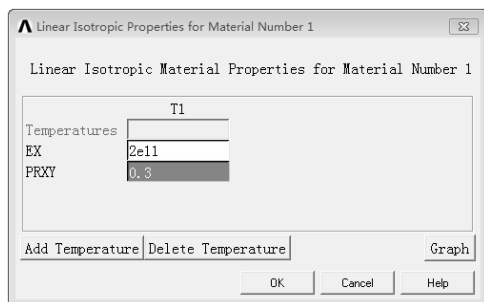 Linear Isotropic Properties for Material Number 1
Linear Isotropic Material Properties for Material Number 1
T1
Temperatures
EX 2e11
PRXY 0.3
Add Temperature Delete Temperature Graph
OK Cancel Help